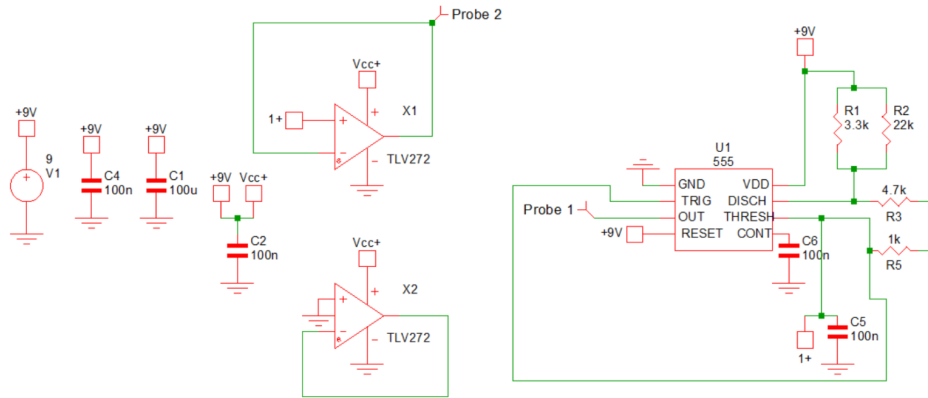 Probe 2
Vcc+
1+
X1
TLV272
+9V
9
V1
+9V
C4
100n
+9V
C1
100u
+9V
Vcc+
C2
100n
Vcc+
X2
TLV272
+9V
R1
3.3k
R2
22k
U1
555
GND
VDD
TRIG
DISCH
OUT
THRESH
RESET
CONT
Probe 1
+9V
4.7k
R3
1k
R5
C6
100n
C5
100n
1+